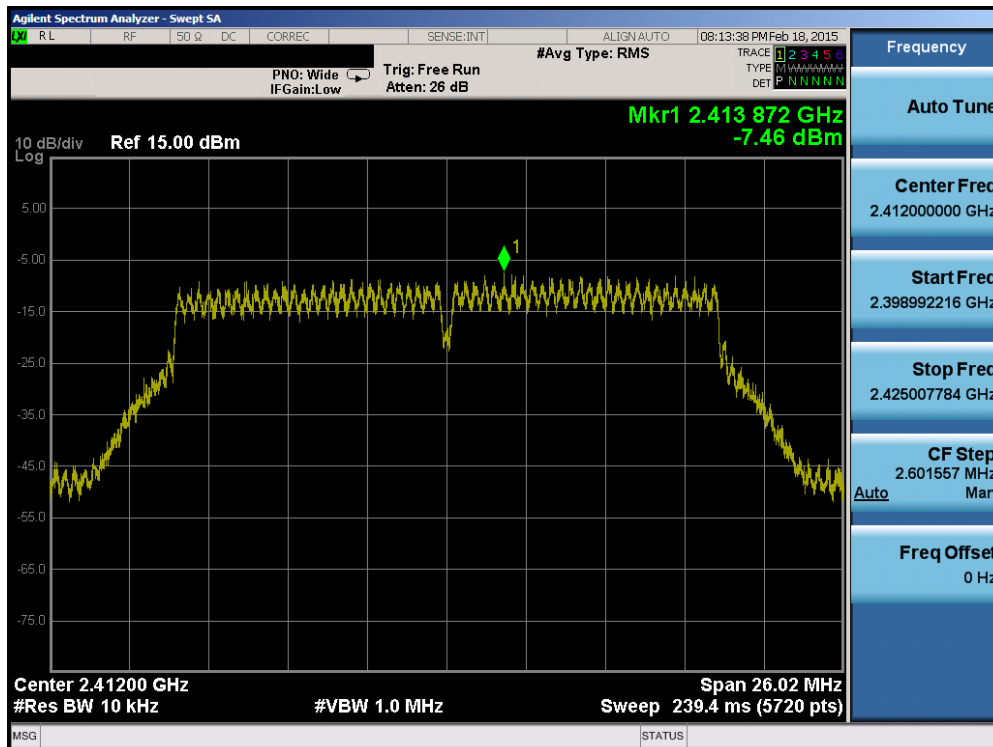 Agilent Spectrum Analyzer - Swept SA
LXI RL RF 50 Ω DC CORREC SENSE:INT ALIGN AUTO 08:13:38 PM Feb 18, 2015
#Avg Type: RMS
TRACE 1 2 3 4 5 6
PNO: Wide Trig: Free Run
TYPE M W W W W W
IFGain:Low Atten: 26 dB
DET P N N N N N
Mkr1 2.413 872 GHz
-7.46 dBm
10 dB/div Ref 15.00 dBm
Log
5.00
1
-5.00
-15.0
-25.0
-35.0
-45.0
-55.0
-65.0
-75.0
Center 2.41200 GHz Span 26.02 MHz
#Res BW 10 kHz #VBW 1.0 MHz Sweep 239.4 ms (5720 pts)
MSG STATUS
Frequency
Auto Tune
Center Freq
2.412000000 GHz
Start Freq
2.398992216 GHz
Stop Freq
2.425007784 GHz
CF Step
2.601557 MHz
Auto Man
Freq Offset
0 Hz